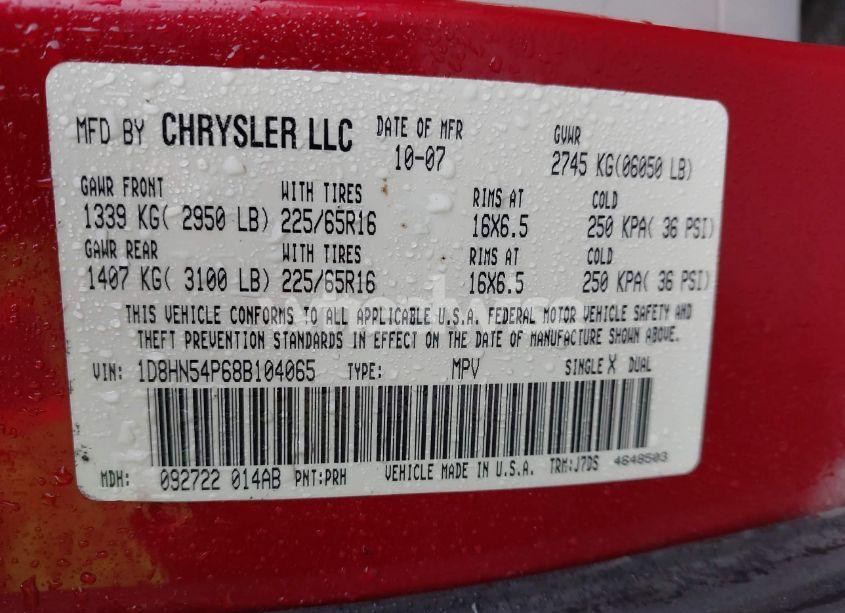 MFD BY CHRYSLER LLC DATE OF MFR 10-07 GVWR 2745 KG(06050 LB)
GAWR FRONT WITH TIRES RIMS AT COLD
1339 KG( 2950 LB) 225/65R16 16X6.5 250 KPA( 36 PSI)
GAWR REAR WITH TIRES RIMS AT COLD
1407 KG( 3100 LB) 225/65R16 16X6.5 250 KPA( 36 PSI)
THIS VEHICLE CONFORMS TO ALL APPLICABLE U.S.A. FEDERAL MOTOR VEHICLE SAFETY AND
THEFT PREVENTION STANDARDS IN EFFECT ON THE DATE OF MANUFACTURE SHOWN ABOVE.
VIN: 1D8HN54P68B104065 TYPE: MPV SINGLE X DUAL
MDH: 092722 014AB PNT:PRH VEHICLE MADE IN U.S.A. TRM:J7DS 4648503